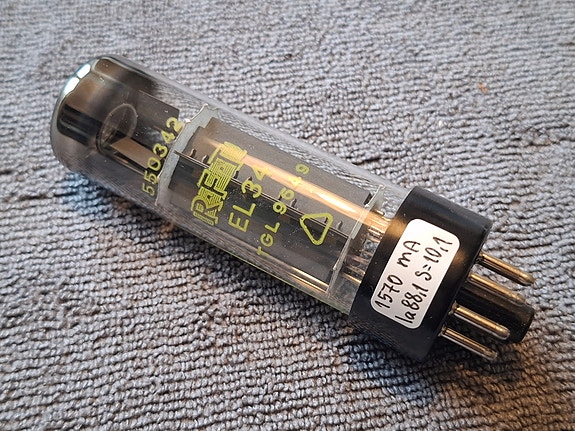 550342
RFT
EL 34
TGL 9549
1570 mA
Ia88,1 S=10,1